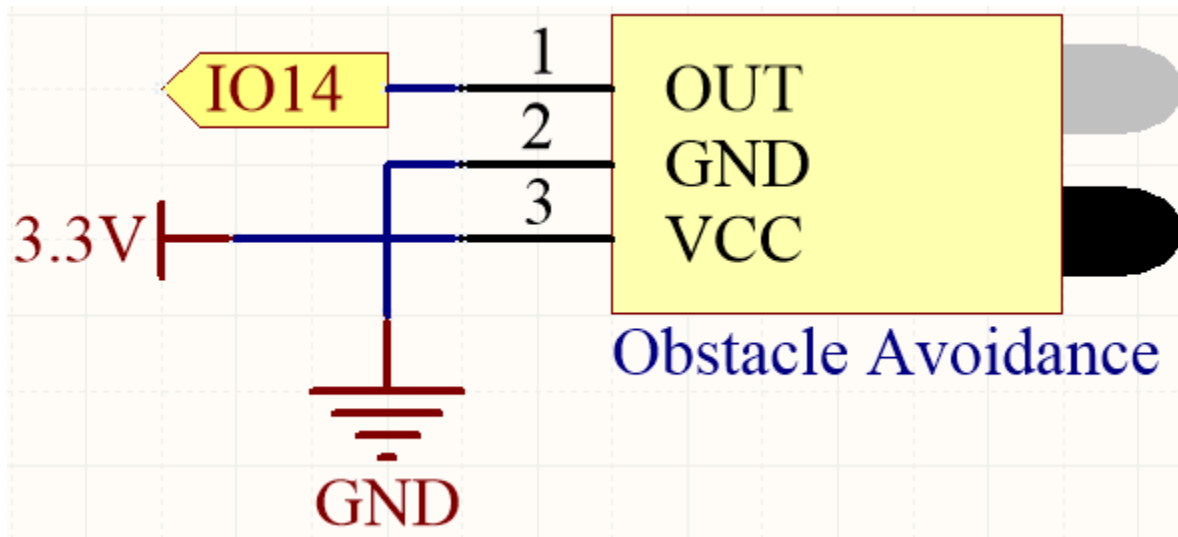 1
IO14
OUT
2
GND
3
3.3V
VCC
Obstacle Avoidance
GND